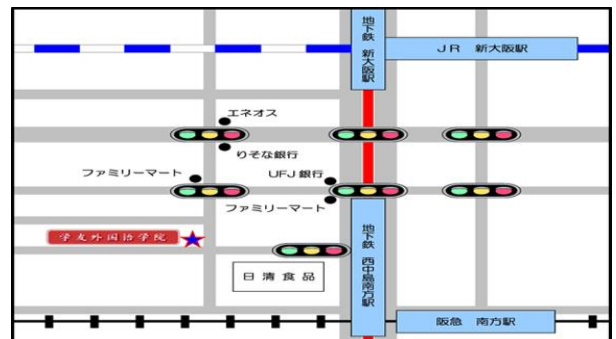 地下鉄 新大阪駅
JR 新大阪駅
エネオス
りそな銀行
ファミリーマート
UFJ 銀行
ファミリーマート
学友外国語学院
日清食品
地下鉄 西中島南方駅
阪急 南方駅